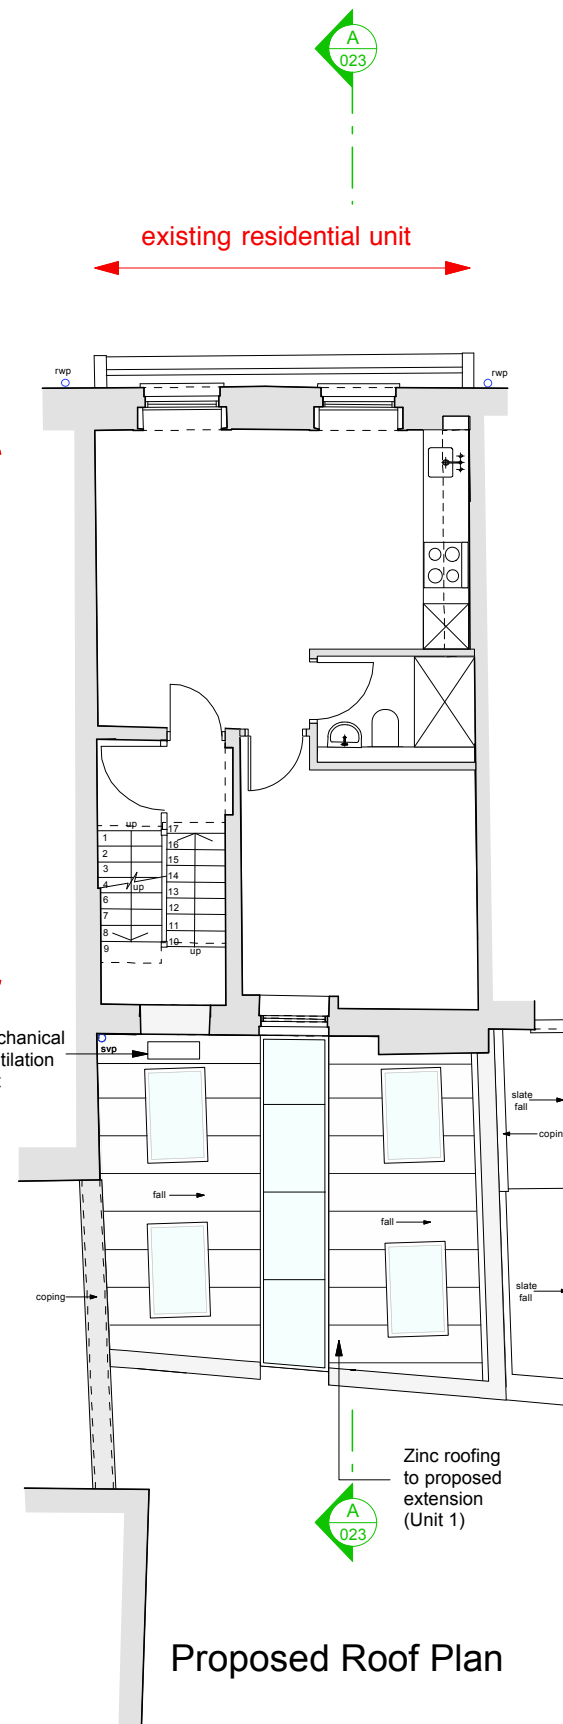 A
023
existing residential unit
rwp
rwp
up
1
2
3
4
up
6
7
8
9
17
16
15
14
13
12
11
10
up
chanical
tilation
svp
slate
fall
copin
fall
fall
coping
slate
fall
Zinc roofing
to proposed
extension
(Unit 1)
A
023
Proposed Roof Plan